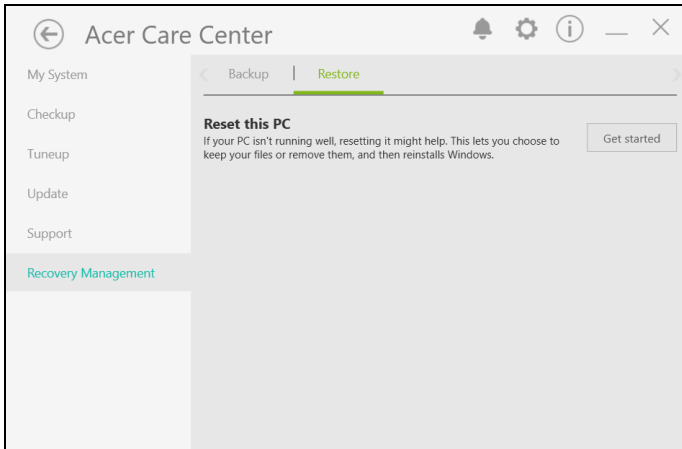 Acer Care Center
My System
Checkup
Tuneup
Update
Support
Recovery Management
Backup | Restore
Reset this PC
If your PC isn't running well, resetting it might help. This lets you choose to
keep your files or remove them, and then reinstalls Windows.
Get started